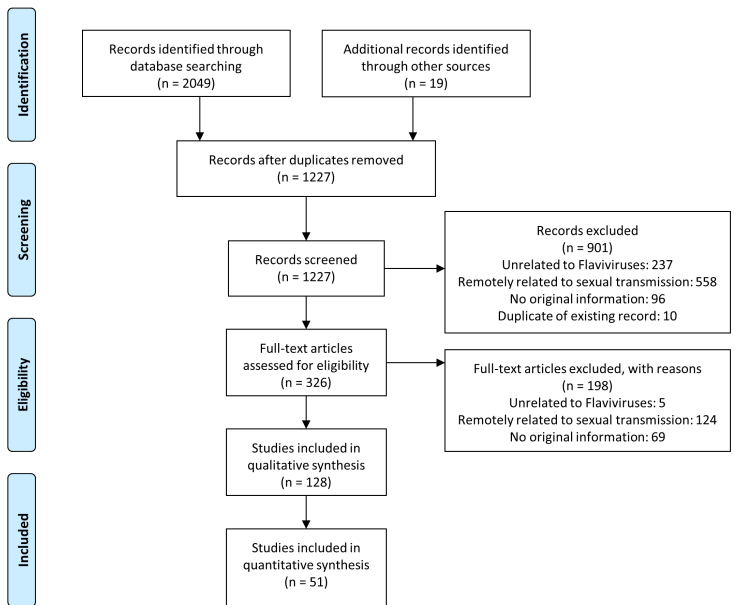 Identification
Records identified through
database searching
(n = 2049)
Additional records identified
through other sources
(n = 19)
Records after duplicates removed
(n = 1227)
Screening
Records screened
(n = 1227)
Records excluded
(n = 901)
Unrelated to Flaviviruses: 237
Remotely related to sexual transmission: 558
No original information: 96
Duplicate of existing record: 10
Eligibility
Full-text articles
assessed for eligibility
(n = 326)
Full-text articles excluded, with reasons
(n = 198)
Unrelated to Flaviviruses: 5
Remotely related to sexual transmission: 124
No original information: 69
Studies included in
qualitative synthesis
(n = 128)
Included
Studies included in
quantitative synthesis
(n = 51)